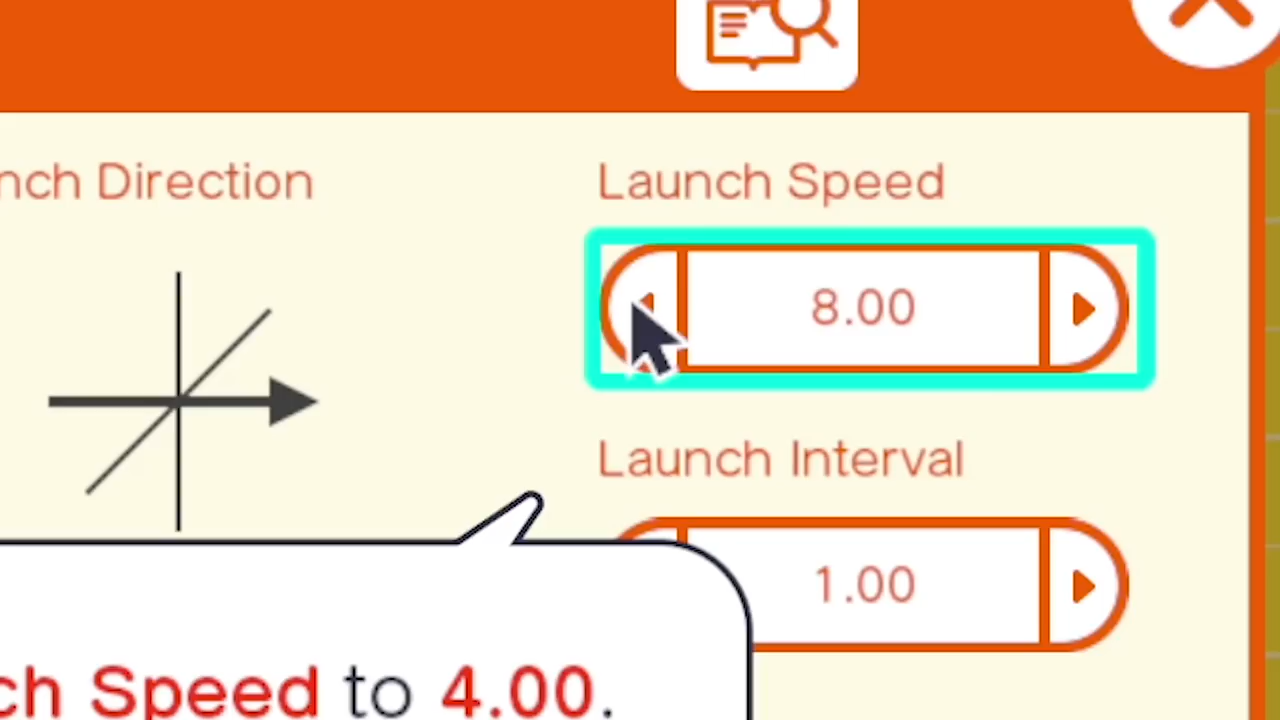 nch Direction
Launch Speed
8.00
Launch Interval
1.00
ch Speed to 4.00.